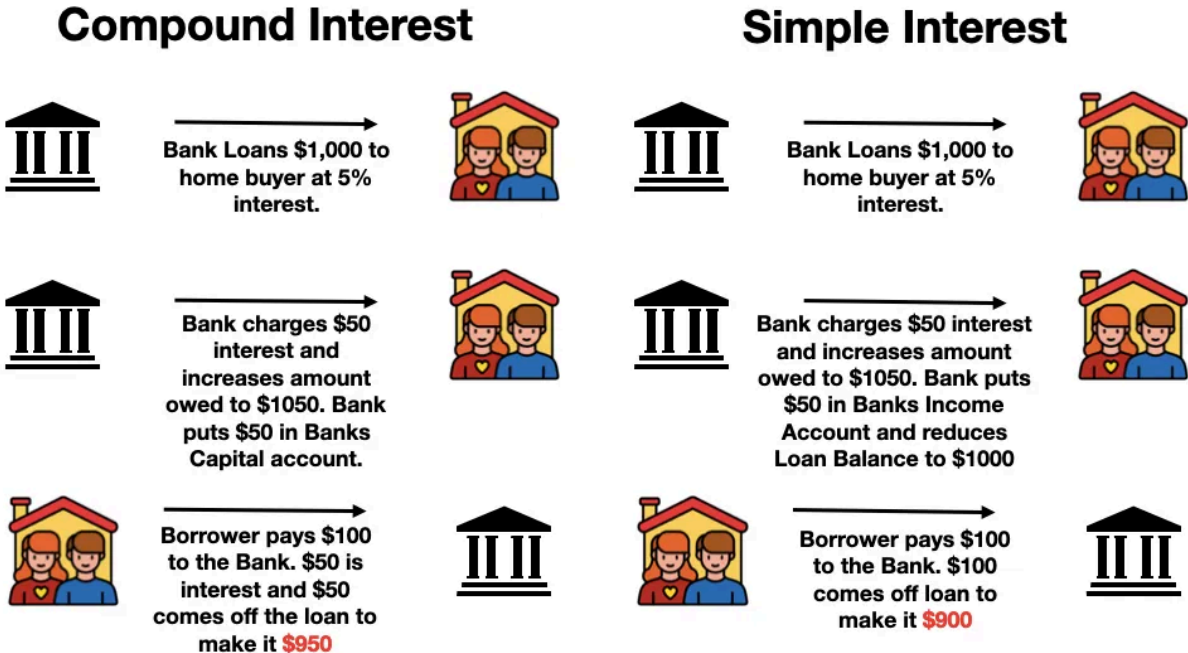 Compound Interest
Bank Loans $1,000 to
home buyer at 5%
interest.
Bank charges $50
interest and
increases amount
owed to $1050. Bank
puts $50 in Banks
Capital account.
Borrower pays $100
to the Bank. $50 is
interest and $50
comes off the loan to
make it $950
Simple Interest
Bank Loans $1,000 to
home buyer at 5%
interest.
Bank charges $50 interest
and increases amount
owed to $1050. Bank puts
$50 in Banks Income
Account and reduces
Loan Balance to $1000
Borrower pays $100
to the Bank. $100
comes off loan to
make it $900